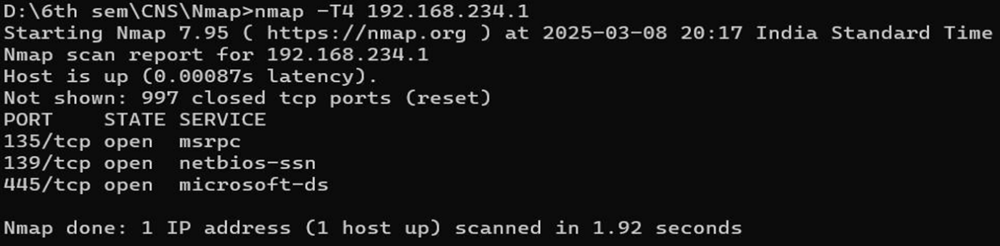 D:\6th sem\CNS\Nmap>nmap -T4 192.168.234.1
Starting Nmap 7.95 ( https://nmap.org ) at 2025-03-08 20:17 India Standard Time
Nmap scan report for 192.168.234.1
Host is up (0.00087s latency).
Not shown: 997 closed tcp ports (reset)
PORT    STATE SERVICE
135/tcp open  msrpc
139/tcp open  netbios-ssn
445/tcp open  microsoft-ds
Nmap done: 1 IP address (1 host up) scanned in 1.92 seconds